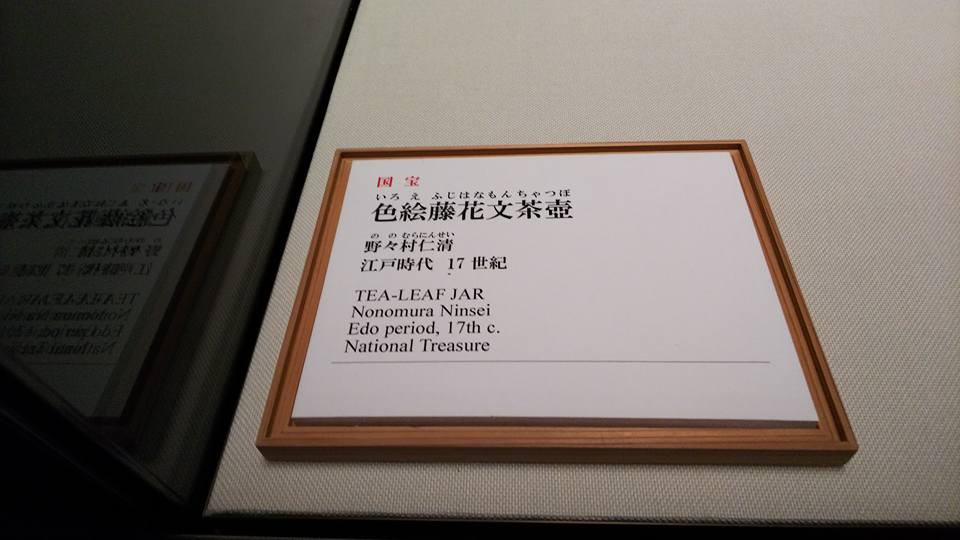 国 宝
いろ え ふじはなもんちゃつぼ
色絵藤花文茶壺
の の むらにんせい
野々村仁清
江戸時代 17 世紀
TEA-LEAF JAR
Nonomura Ninsei
Edo period, 17th c.
National Treasure